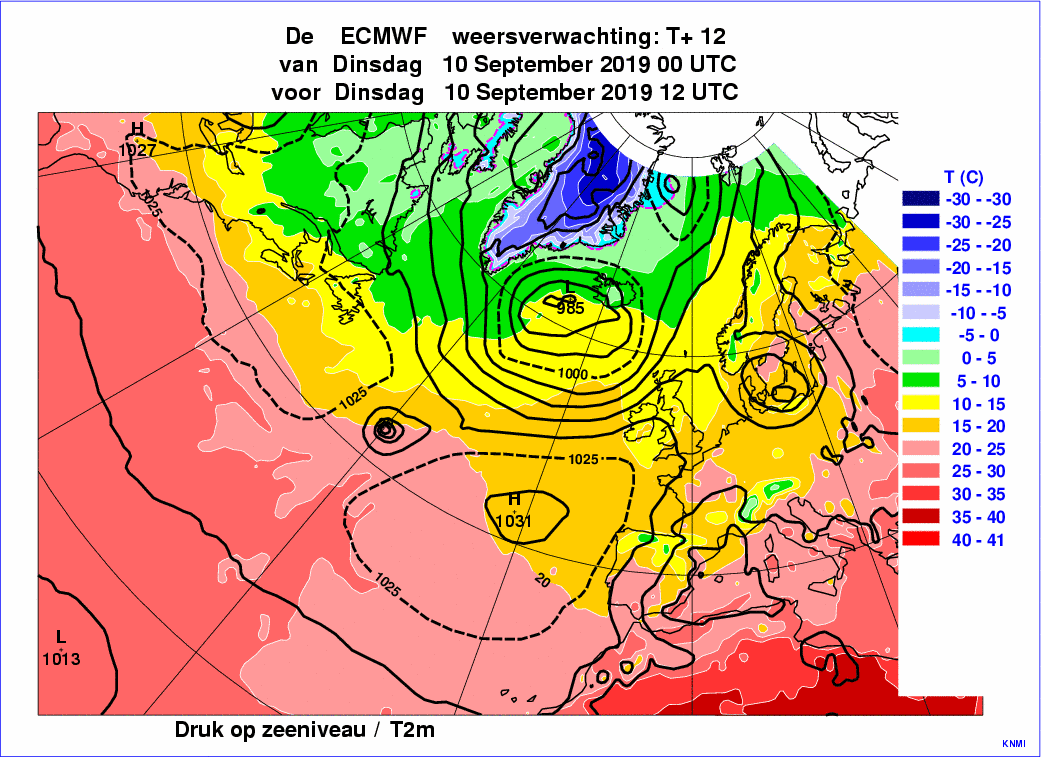 De ECMWF weersverwachting: T+ 12
van Dinsdag 10 September 2019 00 UTC
voor Dinsdag 10 September 2019 12 UTC
H
1027
1025
T (C)
-30 - -30
-30 - -25
-25 - -20
-20 - -15
-15 - -10
-10 - -5
-5 - 0
0 - 5
5 - 10
10 - 15
15 - 20
20 - 25
25 - 30
30 - 35
35 - 40
40 - 41
L
985
1000
1025
1025
H
1031
1025
20
L
1013
Druk op zeeniveau / T2m
KNMI